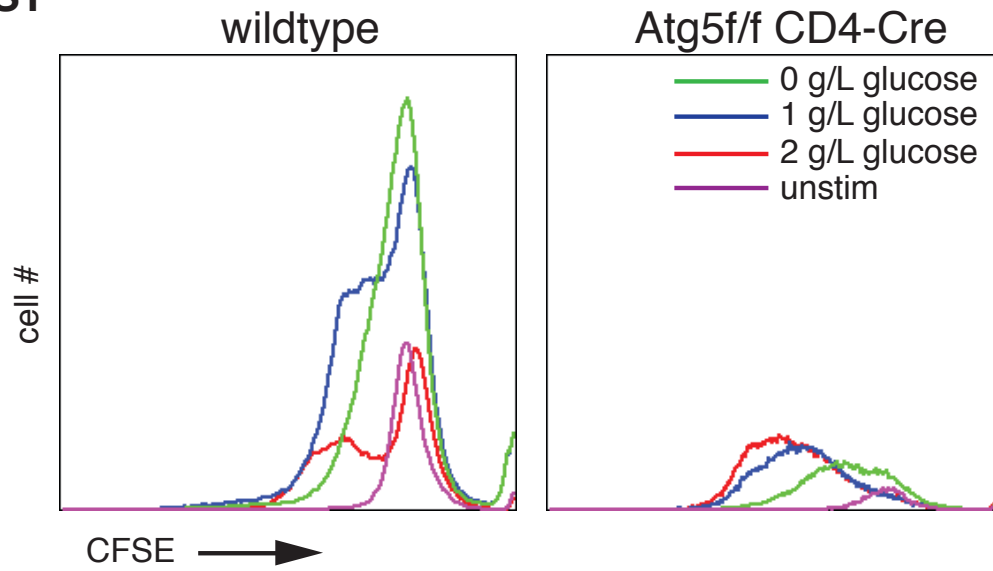 wildtype
Atg5f/f CD4-Cre
0 g/L glucose
1 g/L glucose
2 g/L glucose
unstim
cell #
CFSE